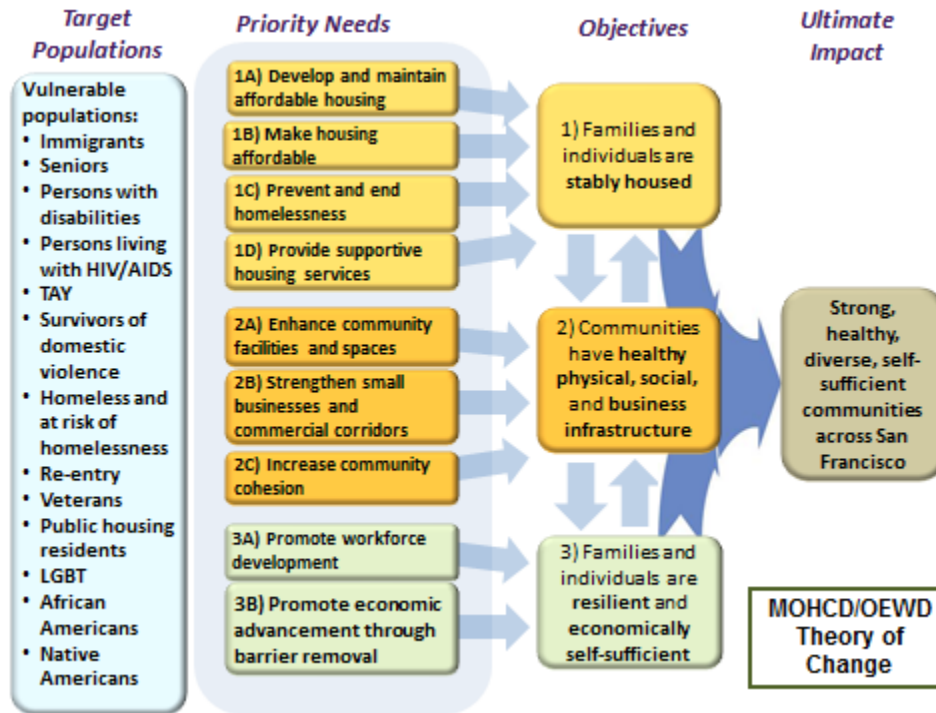 Target
Populations
Priority Needs
Objectives
Ultimate
Impact
Vulnerable
populations:
• Immigrants
• Seniors
• Persons with
disabilities
• Persons living
with HIV/AIDS
• TAY
• Survivors of
domestic
violence
• Homeless and
at risk of
homelessness
• Re-entry
• Veterans
• Public housing
residents
• LGBT
• African
Americans
• Native
Americans
1A) Develop and maintain
affordable housing
1B) Make housing
affordable
1C) Prevent and end
homelessness
1D) Provide supportive
housing services
2A) Enhance community
facilities and spaces
2B) Strengthen small
businesses and
commercial corridors
2C) Increase community
cohesion
3A) Promote workforce
development
3B) Promote economic
advancement through
barrier removal
1) Families and
individuals are
stably housed
2) Communities
have healthy
physical, social,
and business
infrastructure
3) Families and
individuals are
resilient and
economically
self-sufficient
Strong,
healthy,
diverse, self-
sufficient
communities
across San
Francisco
MOHCD/OEWD
Theory of
Change